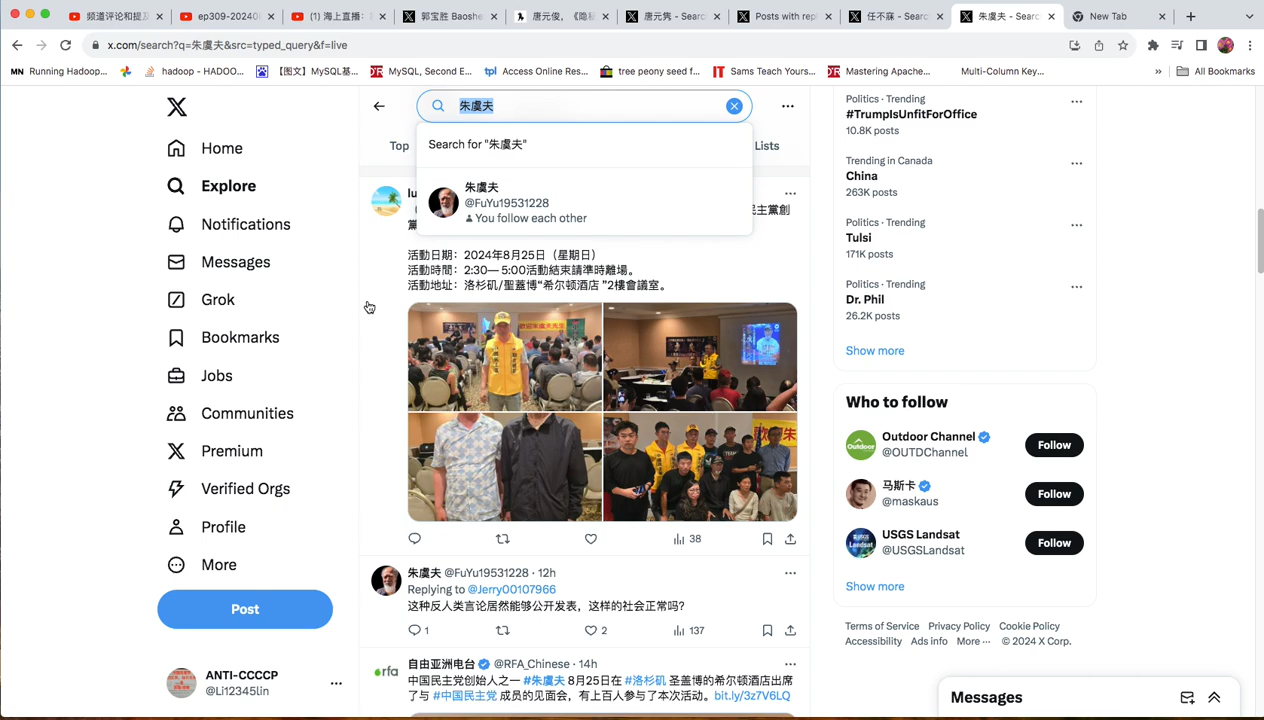 频道评论和提及
ep309-202406
(1) 海上直播：
郭宝胜 Baoshe
唐元俊，《隐私
唐元隽 - Sear
Posts with repl
任不寐 - Searc
朱虞夫 - Searc
New Tab
x.com/search?q=朱虞夫&src=typed_query&f=live
MN Running Hadoop...
hadoop - HADOO...
【图文】MySQL基...
MySQL, Second E...
tpl Access Online Res...
tree peony seed f...
IT Sams Teach Yours...
Mastering Apache...
Multi-Column Key...
» All Bookmarks
Home
Explore
Notifications
Messages
Grok
Bookmarks
Jobs
Communities
Premium
Verified Orgs
Profile
More
Post
ANTI-CCCCP
@Li12345lin
朱虞夫
Top
Lists
Search for "朱虞夫"
朱虞夫
@FuYu19531228
You follow each other
lu
主黨創
黨
活動日期：2024年8月25日（星期日）
活動時間：2:30— 5:00活動結束請準時離場。
活動地址：洛杉矶/聖蓋博“希尔顿酒店 ”2樓會議室。
38
朱虞夫 @FuYu19531228 · 12h
Replying to @Jerry00107966
这种反人类言论居然能够公开发表，这样的社会正常吗?
1
2
137
rfa
自由亚洲电台 @RFA_Chinese · 14h
中国民主党创始人之一 #朱虞夫 8月25日在 #洛杉矶 圣盖博的希尔顿酒店出席
了与 #中国民主党 成员的见面会，有上百人参与了本次活动。bit.ly/3z7V6LQ
Politics · Trending
#TrumpIsUnfitForOffice
10.8K posts
Trending in Canada
China
263K posts
Politics · Trending
Tulsi
171K posts
Politics · Trending
Dr. Phil
26.2K posts
Show more
Who to follow
Outdoor Channel
@OUTDChannel
Follow
马斯卡
@maskaus
Follow
USGS Landsat
@USGSLandsat
Follow
Show more
Terms of Service Privacy Policy Cookie Policy
Accessibility Ads info More ··· © 2024 X Corp.
Messages